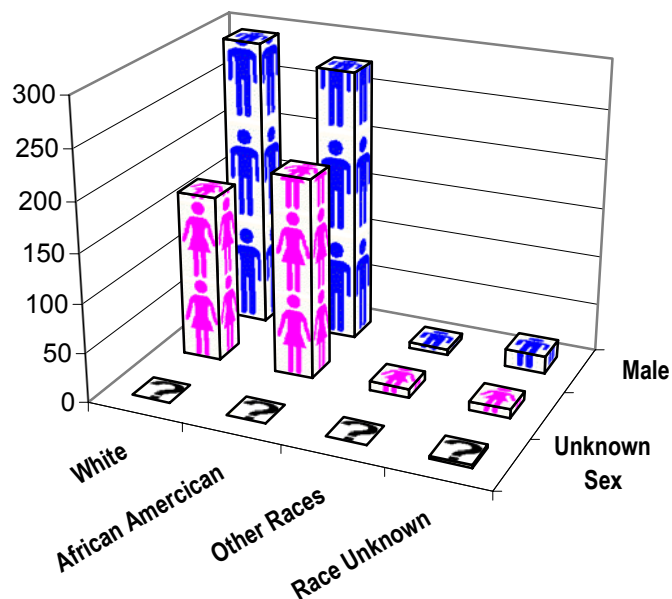 300
250
200
150
100
50
0
White
African Amercican
Other Races
Race Unknown
Male
Unknown
Sex
?
?
?
?